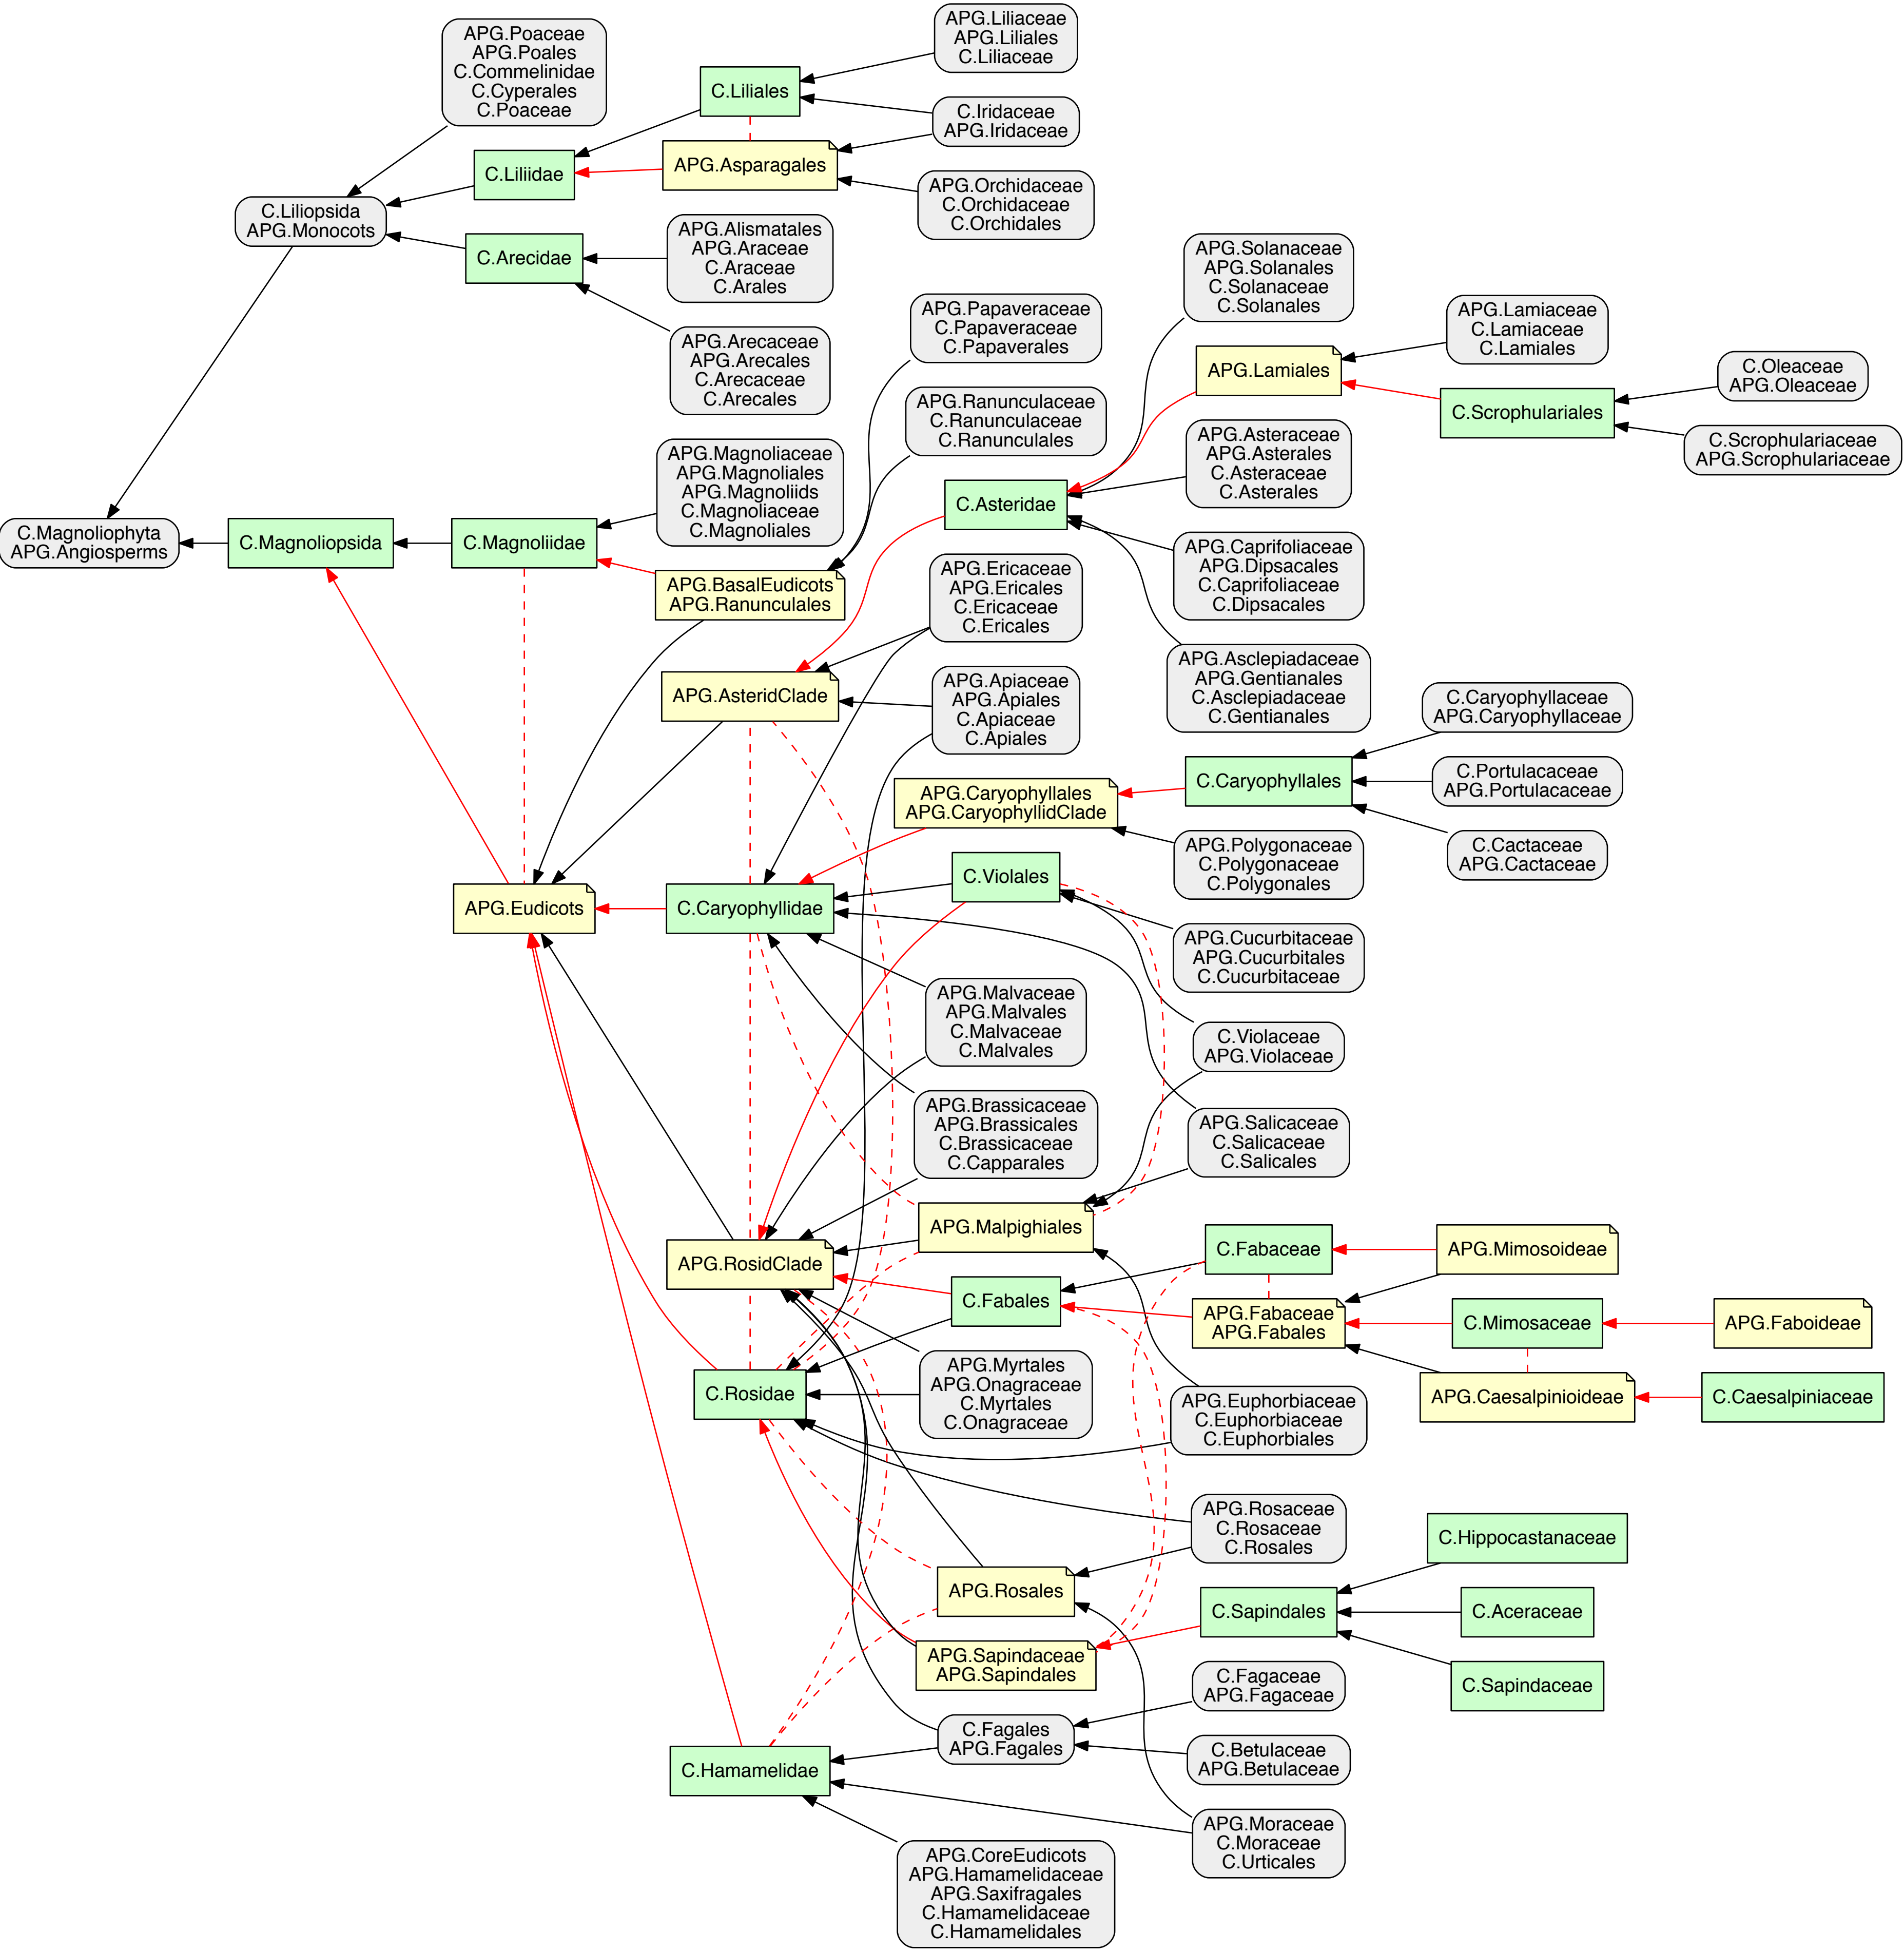 APG.Poaceae
APG.Poales
C.Commelinidae
C.Cyperales
C.Poaceae
C.Liliales
APG.Liliaceae
APG.Liliales
C.Liliaceae
C.Iridaceae
APG.Iridaceae
C.Liliidae
APG.Asparagales
APG.Orchidaceae
C.Orchidaceae
C.Orchidales
C.Liliopsida
APG.Monocots
C.Arecidae
APG.Alismatales
APG.Araceae
C.Araceae
C.Arales
APG.Arecaceae
APG.Arecales
C.Arecaceae
C.Arecales
APG.Papaveraceae
C.Papaveraceae
C.Papaverales
APG.Solanaceae
APG.Solanales
C.Solanaceae
C.Solanales
APG.Lamiaceae
C.Lamiaceae
C.Lamiales
APG.Lamiales
C.Oleaceae
APG.Oleaceae
C.Scrophulariales
C.Scrophulariaceae
APG.Scrophulariaceae
APG.Ranunculaceae
C.Ranunculaceae
C.Ranunculales
APG.Asteraceae
APG.Asterales
C.Asteraceae
C.Asterales
APG.Magnoliaceae
APG.Magnoliales
APG.Magnoliids
C.Magnoliaceae
C.Magnoliales
C.Asteridae
C.Magnoliophyta
APG.Angiosperms
C.Magnoliopsida
C.Magnoliidae
APG.BasalEudicots
APG.Ranunculales
APG.Caprifoliaceae
APG.Dipsacales
C.Caprifoliaceae
C.Dipsacales
APG.Ericaceae
APG.Ericales
C.Ericaceae
C.Ericales
APG.AsteridClade
APG.Apiaceae
APG.Apiales
C.Apiaceae
C.Apiales
APG.Asclepiadaceae
APG.Gentianales
C.Asclepiadaceae
C.Gentianales
C.Caryophyllaceae
APG.Caryophyllaceae
APG.Caryophyllales
APG.CaryophyllidClade
C.Caryophyllales
C.Portulacaceae
APG.Portulacaceae
APG.Polygonaceae
C.Polygonaceae
C.Polygonales
C.Cactaceae
APG.Cactaceae
APG.Eudicots
C.Caryophyllidae
C.Violales
APG.Cucurbitaceae
APG.Cucurbitales
C.Cucurbitaceae
APG.Malvaceae
APG.Malvales
C.Malvaceae
C.Malvales
C.Violaceae
APG.Violaceae
APG.Brassicaceae
APG.Brassicales
C.Brassicaceae
C.Capparales
APG.Salicaceae
C.Salicaceae
C.Salicales
APG.Malpighiales
APG.RosidClade
C.Fabaceae
APG.Mimosoideae
C.Fabales
APG.Fabaceae
APG.Fabales
C.Mimosaceae
APG.Faboideae
C.Rosidae
APG.Myrtales
APG.Onagraceae
C.Myrtales
C.Onagraceae
APG.Euphorbiaceae
C.Euphorbiaceae
C.Euphorbiales
APG.Caesalpinioideae
C.Caesalpiniaceae
APG.Rosaceae
C.Rosaceae
C.Rosales
C.Hippocastanaceae
APG.Rosales
C.Sapindales
C.Aceraceae
APG.Sapindaceae
APG.Sapindales
C.Sapindaceae
C.Fagaceae
APG.Fagaceae
C.Fagales
APG.Fagales
C.Betulaceae
APG.Betulaceae
C.Hamamelidae
APG.Moraceae
C.Moraceae
C.Urticales
APG.CoreEudicots
APG.Hamamelidaceae
APG.Saxifragales
C.Hamamelidaceae
C.Hamamelidales